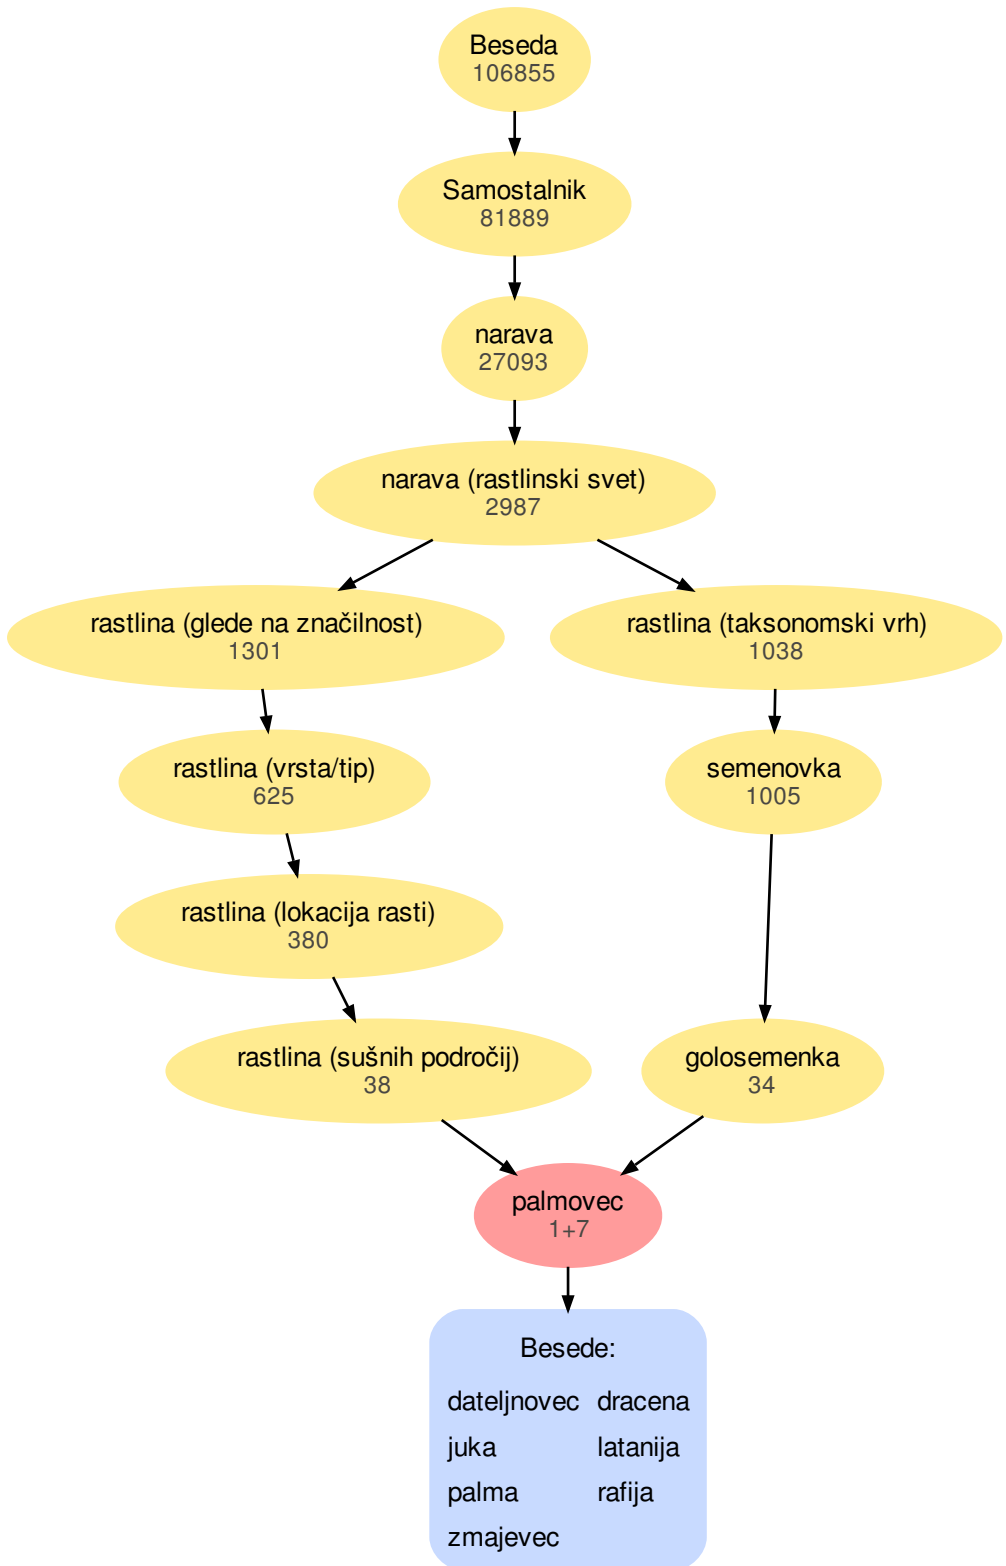 Beseda
106855
Samostalnik
81889
narava
27093
narava (rastlinski svet)
2987
rastlina (glede na značilnost)
1301
rastlina (taksonomski vrh)
1038
rastlina (vrsta/tip)
625
semenovka
1005
rastlina (lokacija rasti)
380
rastlina (sušnih področij)
38
golosemenka
34
palmovec
1+7
Besede:
dateljnovec dracena
juka latanija
palma rafija
zmajevec